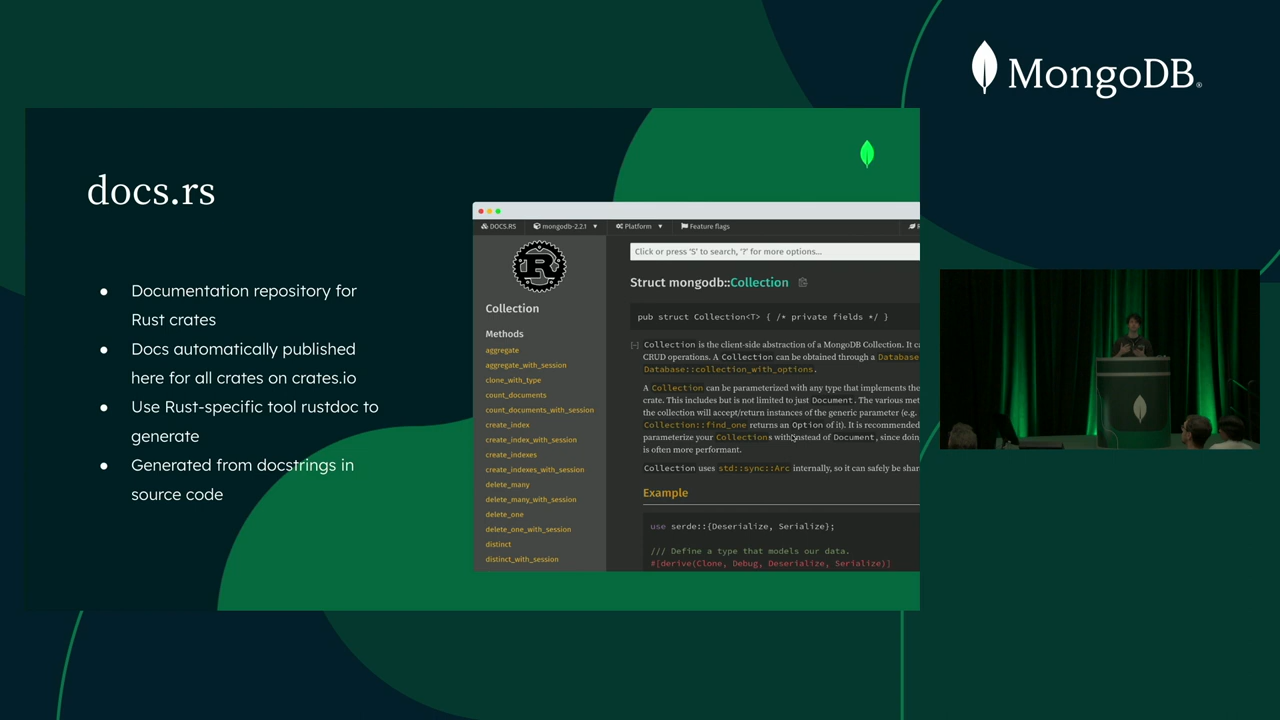 MongoDB®
docs.rs
● Documentation repository for
Rust crates
● Docs automatically published
here for all crates on crates.io
● Use Rust-specific tool rustdoc to
generate
● Generated from docstrings in
source code
DOCS.RS mongodb-2.2.1 Platform Feature flags
Collection
Methods
aggregate
aggregate_with_session
clone_with_type
count_documents
count_documents_with_session
create_index
create_index_with_session
create_indexes
create_indexes_with_session
delete_many
delete_many_with_session
delete_one
delete_one_with_session
distinct
distinct_with_session
Click or press 'S' to search, '?' for more options...
Struct mongodb::Collection
pub struct Collection<T> { /* private fields */ }
[-] Collection is the client-side abstraction of a MongoDB Collection. It ca
CRUD operations. A Collection can be obtained through a Database
Database::collection_with_options.
A Collection can be parameterized with any type that implements the
crate. This includes but is not limited to just Document. The various met
the collection will accept/return instances of the generic parameter (e.g.
Collection::find_one returns an Option of it). It is recommended
parameterize your Collections with instead of Document, since doin
is often more performant.
Collection uses std::sync::Arc internally, so it can safely be shar
Example
use serde::{Deserialize, Serialize};
/// Define a type that models our data.
#[derive(Clone, Debug, Deserialize, Serialize)]